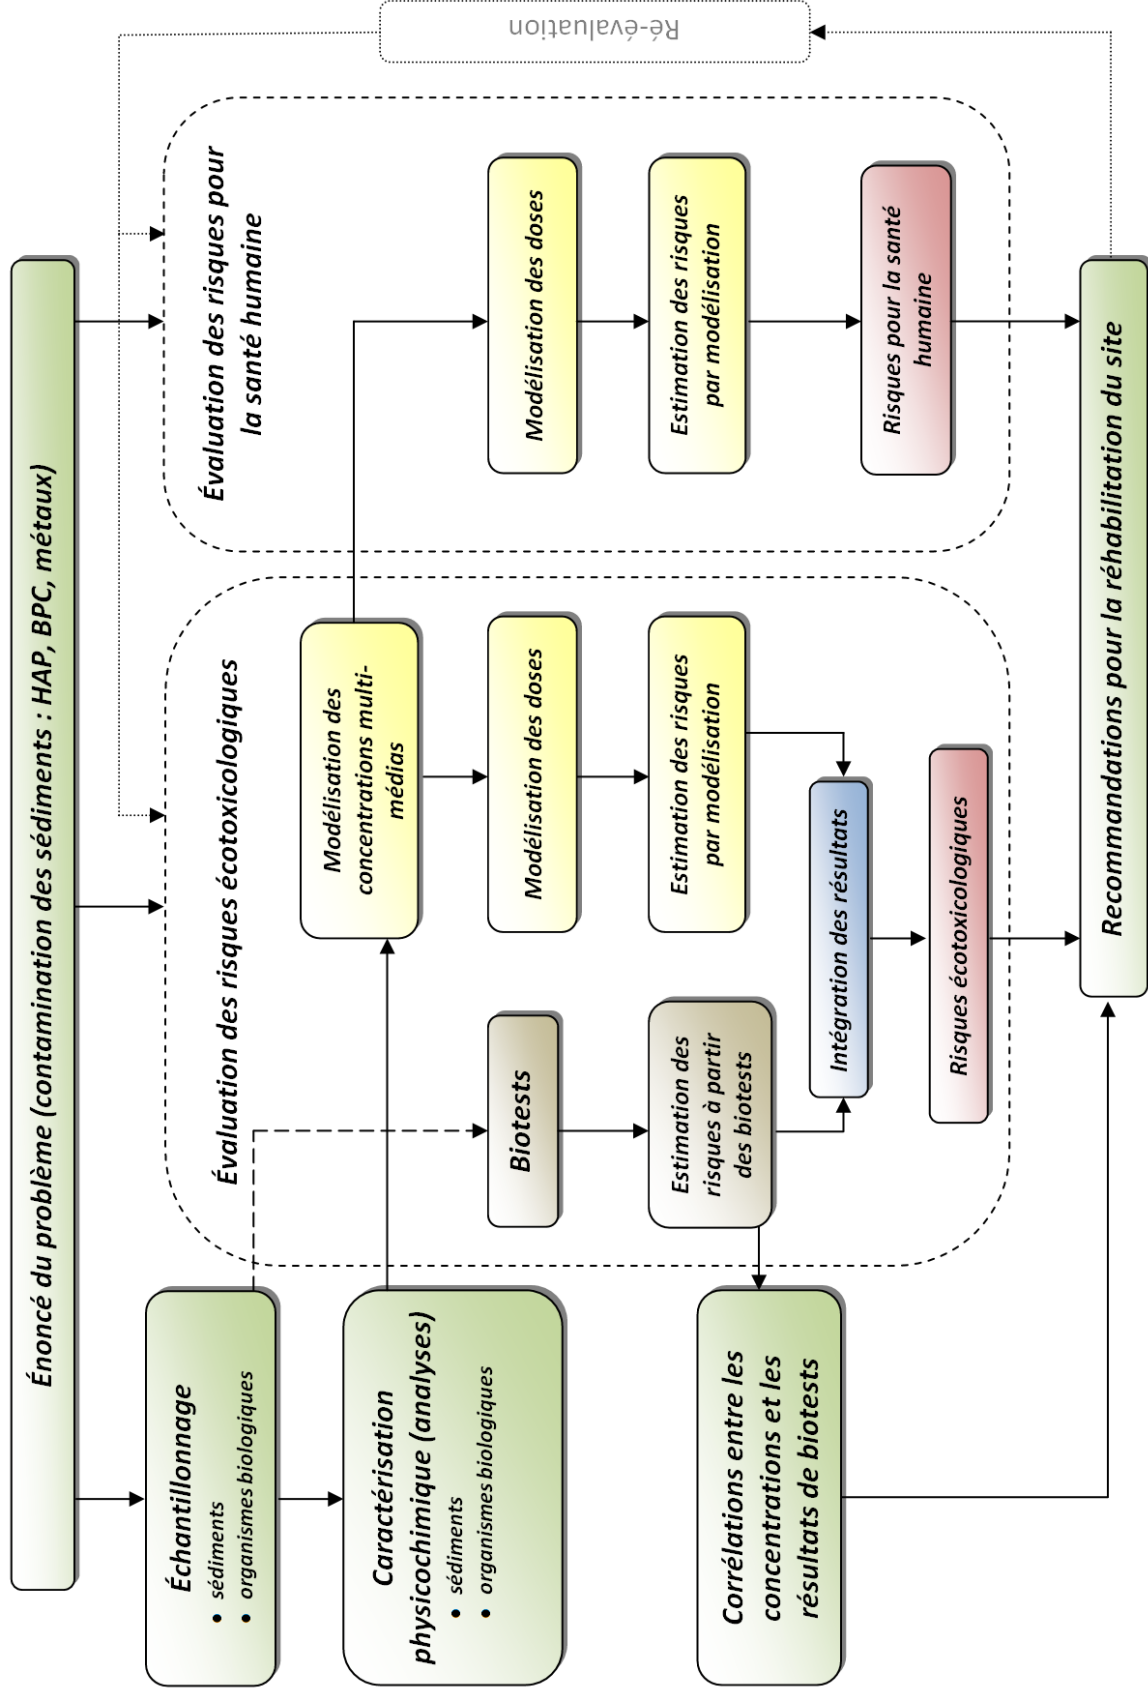 Énoncé du problème (contamination des sédiments : HAP, BPC, métaux)
Échantillonnage
• sédiments
• organismes biologiques
Caractérisation
physicochimique (analyses)
• sédiments
• organismes biologiques
Corrélations entre les
concentrations et les
résultats de biotests
Évaluation des risques écotoxicologiques
Biotests
Estimation des
risques à partir
des biotests
Modélisation des
concentrations multi-
médias
Modélisation des doses
Estimation des risques
par modélisation
Intégration des résultats
Risques écotoxicologiques
Évaluation des risques pour
la santé humaine
Modélisation des doses
Estimation des risques
par modélisation
Risques pour la santé
humaine
Ré-évaluation
Recommandations pour la réhabilitation du site